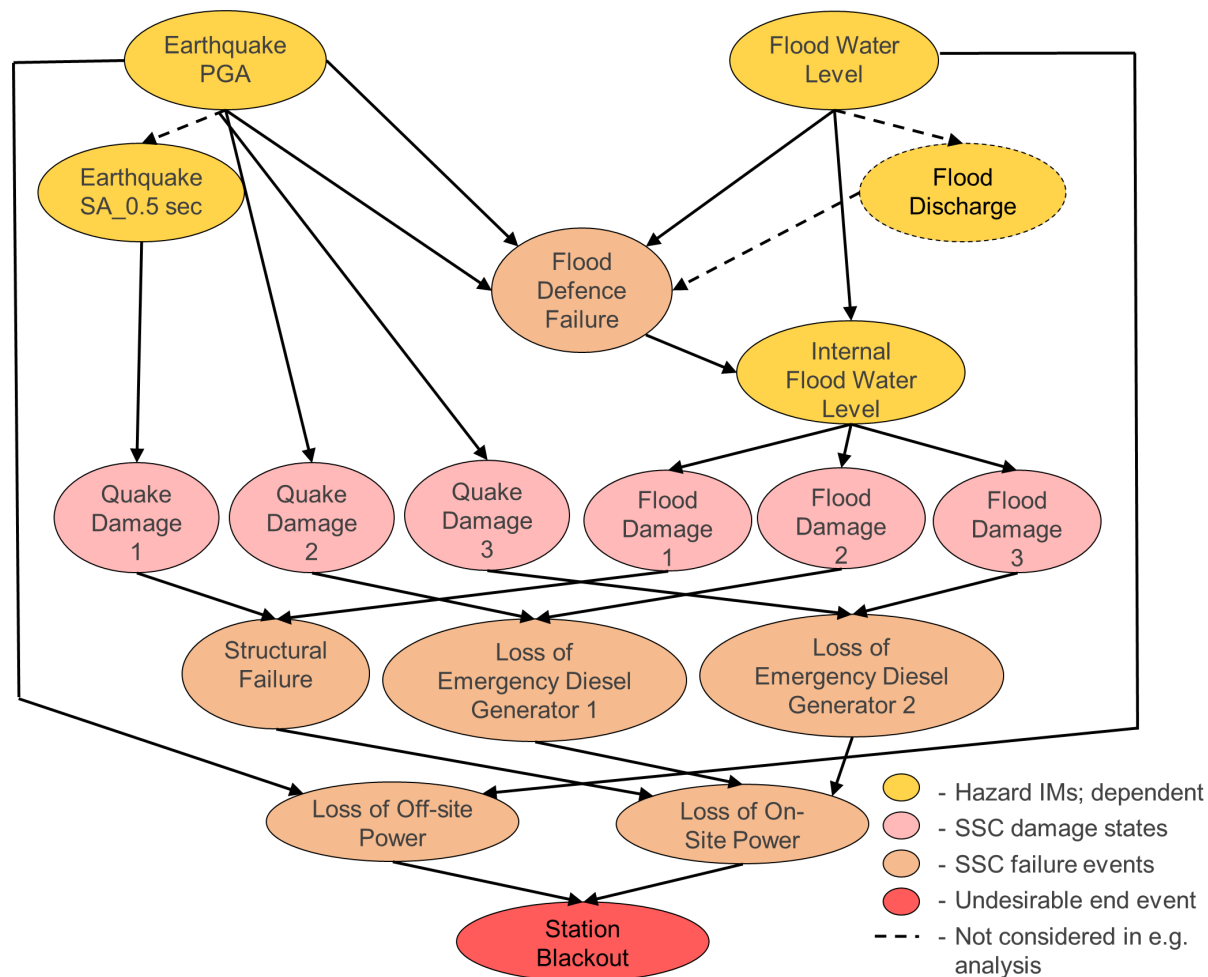 Earthquake
PGA
Flood Water
Level
Earthquake
SA_0.5 sec
Flood
Discharge
Flood
Defence
Failure
Internal
Flood Water
Level
Quake
Damage
1
Quake
Damage
2
Quake
Damage
3
Flood
Damage
1
Flood
Damage
2
Flood
Damage
3
Structural
Failure
Loss of
Emergency Diesel
Generator 1
Loss of
Emergency Diesel
Generator 2
Loss of Off-site
Power
Loss of On-
Site Power
Station
Blackout
- Hazard IMs; dependent
- SSC damage states
- SSC failure events
- Undesirable end event
- Not considered in e.g.
analysis